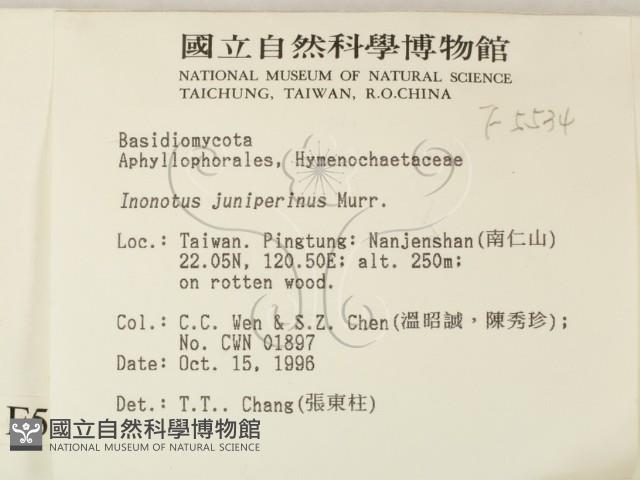 國立自然科學博物館
NATIONAL MUSEUM OF NATURAL SCIENCE
TAICHUNG, TAIWAN, R.O.CHINA
F5534
Basidiomycota
Aphyllophorales, Hymenochaetaceae
Inonotus juniperinus Murr.
Loc.: Taiwan. Pingtung: Nanjenshan(南仁山)
22.05N, 120.50E; alt. 250m;
on rotten wood.
Col.: C.C. Wen & S.Z. Chen(溫昭誠，陳秀珍);
No. CWN 01897
Date: Oct. 15, 1996
Det.: T.T.. Chang(張東柱)
F5
國立自然科學博物館
NATIONAL MUSEUM OF NATURAL SCIENCE